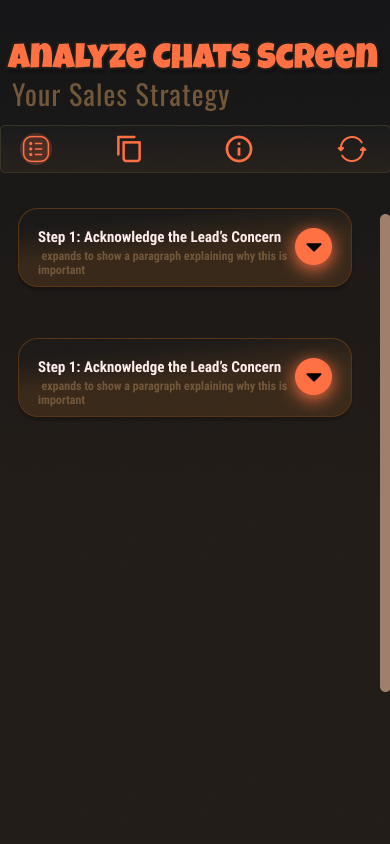 Analyze Chats Screen
Your Sales Strategy
Step 1: Acknowledge the Lead’s Concern
expands to show a paragraph explaining why this is
important
Step 1: Acknowledge the Lead’s Concern
expands to show a paragraph explaining why this is
important